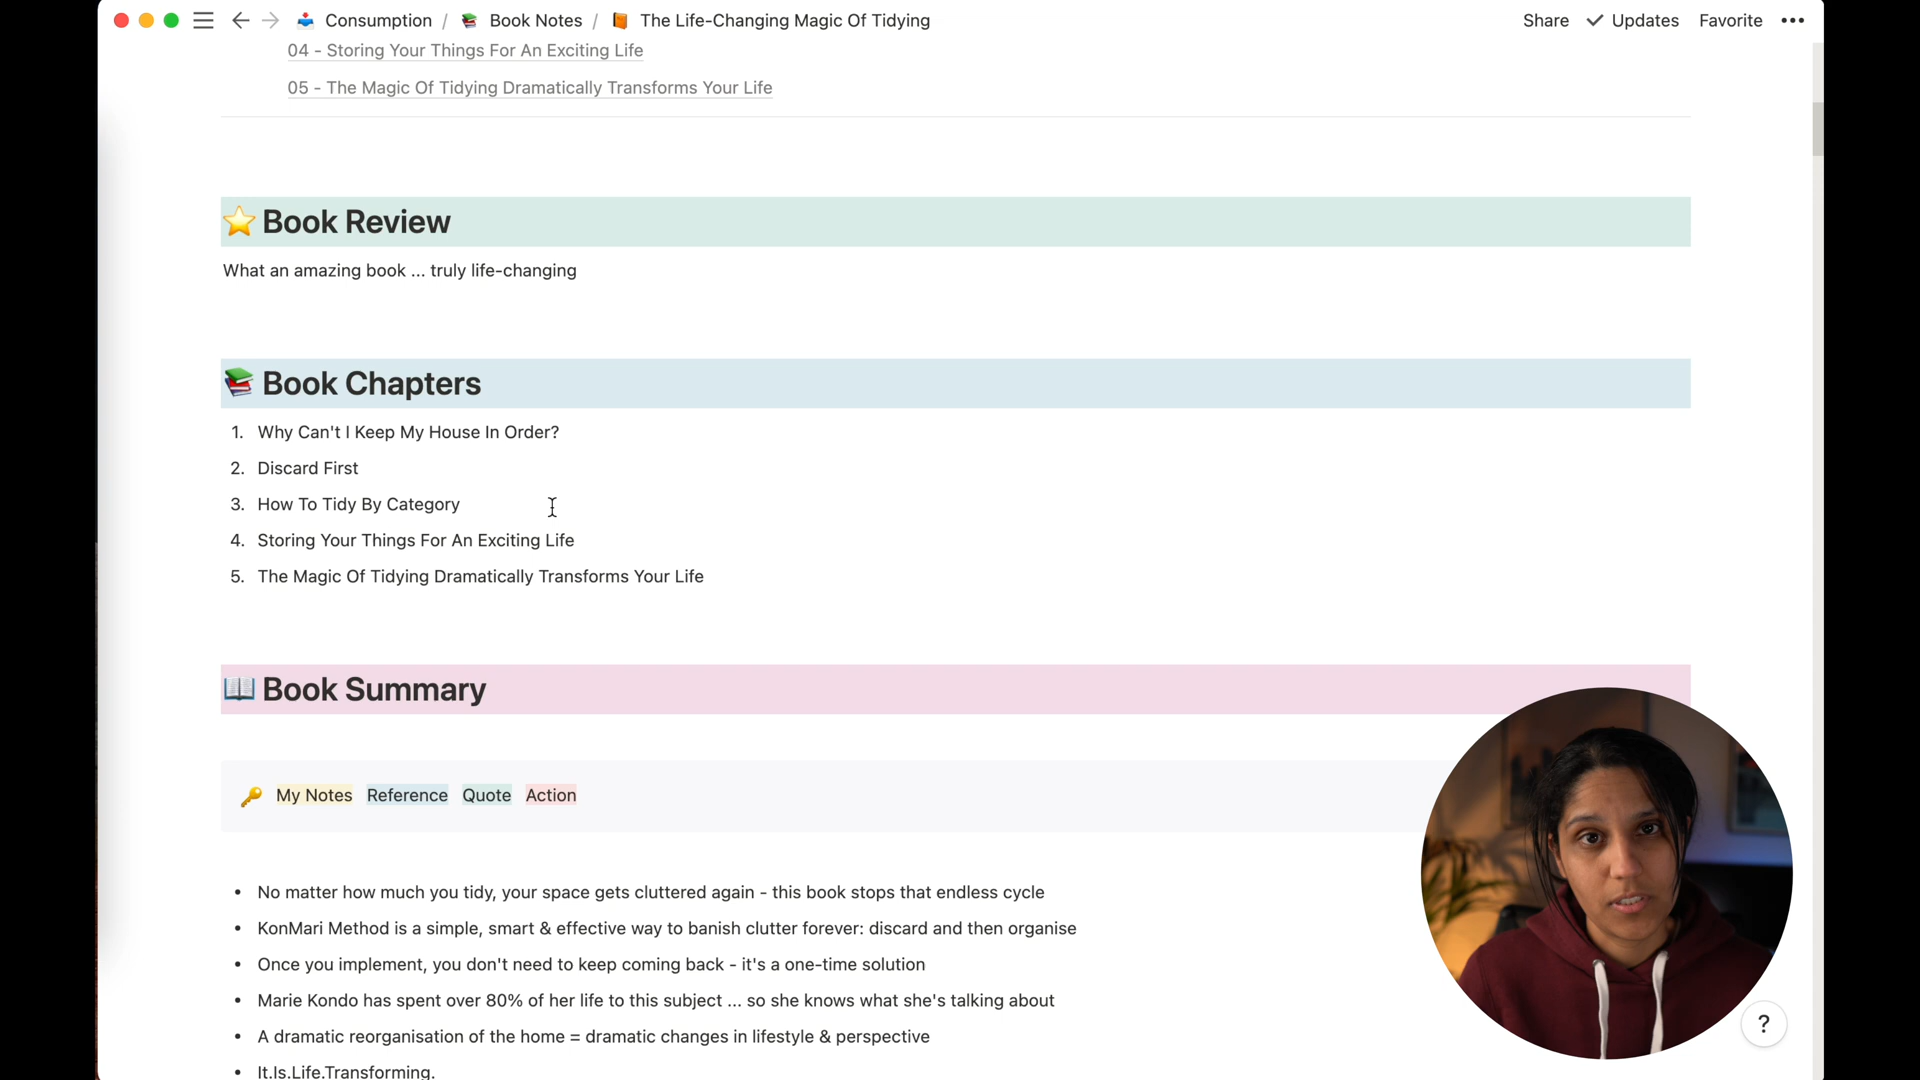 Consumption / Book Notes / The Life-Changing Magic Of Tidying Share Updates Favorite
04 - Storing Your Things For An Exciting Life
05 - The Magic Of Tidying Dramatically Transforms Your Life
Book Review
What an amazing book ... truly life-changing
Book Chapters
1. Why Can't I Keep My House In Order?
2. Discard First
3. How To Tidy By Category
4. Storing Your Things For An Exciting Life
5. The Magic Of Tidying Dramatically Transforms Your Life
Book Summary
My Notes Reference Quote Action
• No matter how much you tidy, your space gets cluttered again - this book stops that endless cycle
• KonMari Method is a simple, smart & effective way to banish clutter forever: discard and then organise
• Once you implement, you don't need to keep coming back - it's a one-time solution
• Marie Kondo has spent over 80% of her life to this subject ... so she knows what she's talking about
• A dramatic reorganisation of the home = dramatic changes in lifestyle & perspective
?
• It.Is.Life.Transforming.